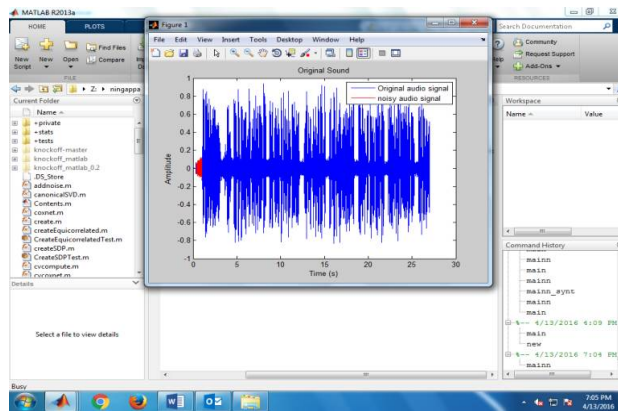 MATLAB R2013a
HOME
PLOTS
Search Documentation
New Script
New
Open
Find Files
Compare
FILE
Community
Request Support
Add-Ons
RESOURCES
Z:
ningappa
Current Folder
Name
+private
+stats
+tests
knockoff-master
knockoff_matlab
knockoff_matlab_0.2
.DS_Store
addnoise.m
canonicalSVD.m
Contents.m
coxnet.m
create.m
createEquicorrelated.m
CreateEquicorrelatedTest.m
createSDP.m
CreateSDPTest.m
cvcompute.m
cvcoxnet.m
Details
Select a file to view details
Busy
Figure 1
File Edit View Insert Tools Desktop Window Help
Original Sound
Original audio signal
noisy audio signal
Amplitude
1
0.8
0.6
0.4
0.2
0
-0.2
-0.4
-0.6
-0.8
-1
0 5 10 15 20 25 30
Time (s)
Workspace
Name
Value
Command History
mainn
main
mainn
mainn_synt
mainn
main
%-- 4/13/2016 6:09 PM
main
new
%-- 4/13/2016 7:04 PM
mainn
7:05 PM
4/13/2016